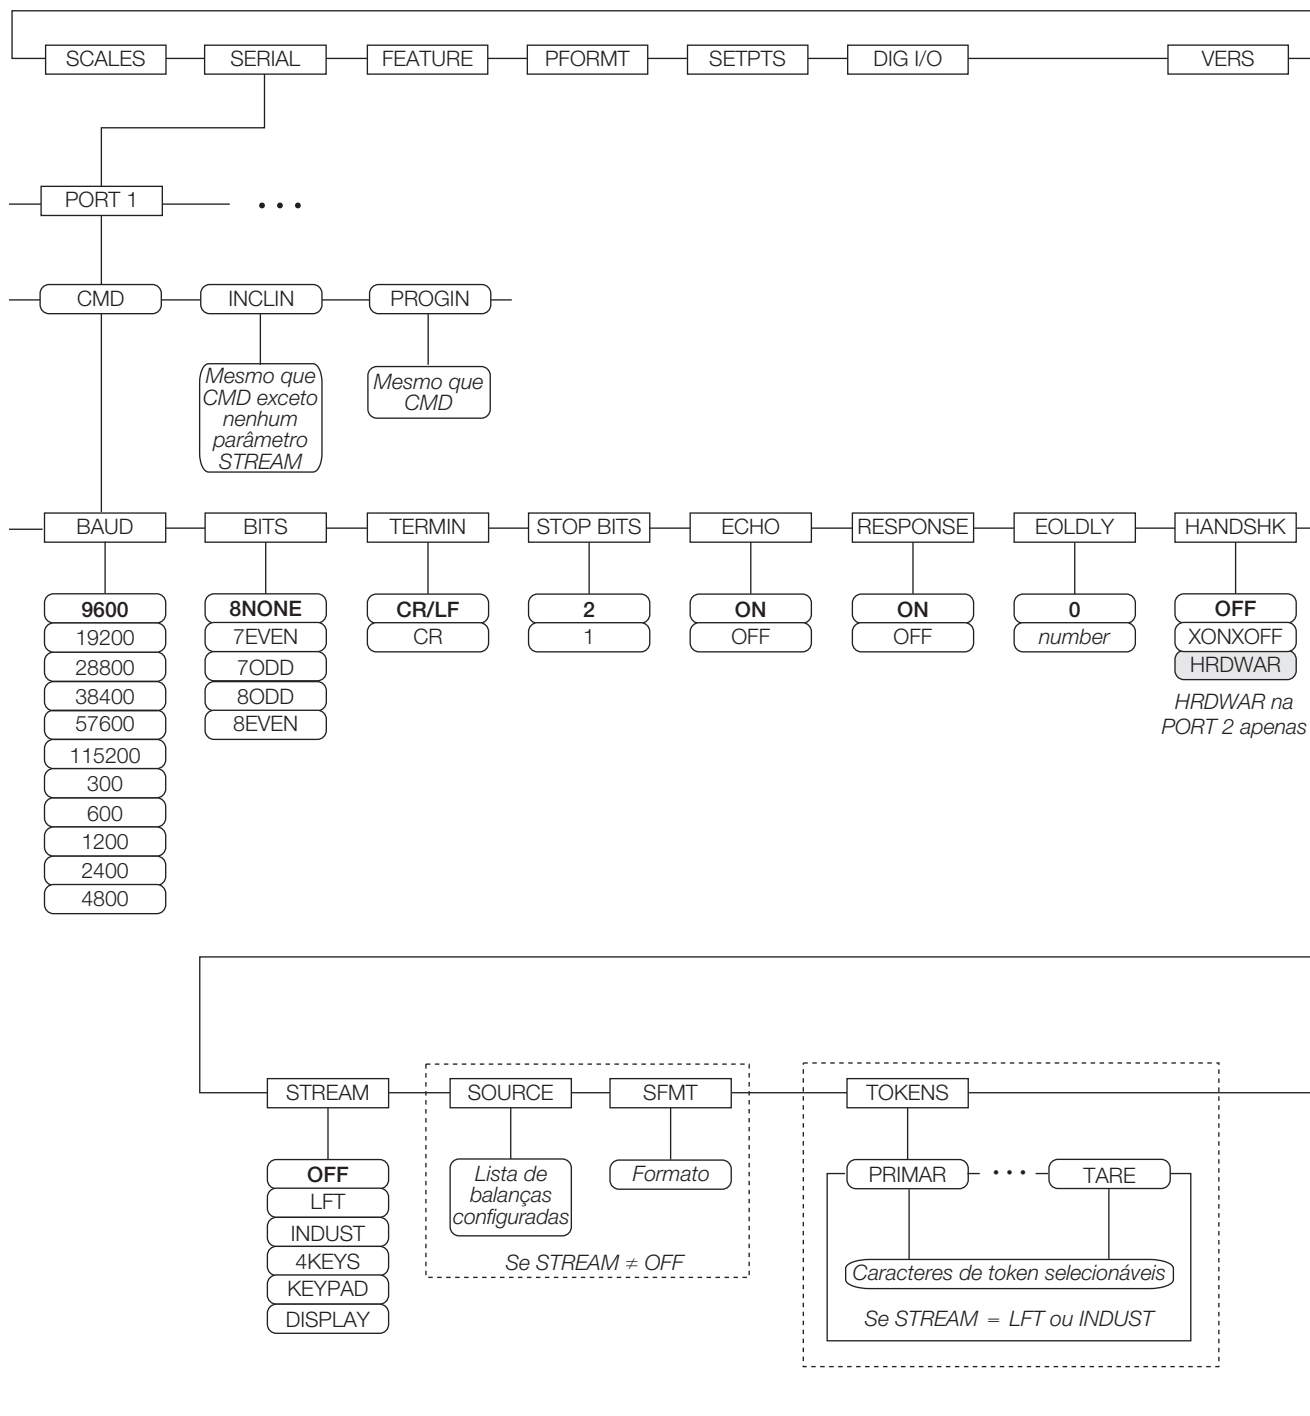 SCALES SERIAL FEATURE PFORMT SETPTS DIG I/O VERS
PORT 1 • • •
CMD INCLIN PROGIN
Mesmo que
CMD exceto
nenhum
parâmetro
STREAM
Mesmo que
CMD
BAUD BITS TERMIN STOP BITS ECHO RESPONSE EOLDLY HANDSHK
9600
19200
28800
38400
57600
115200
300
600
1200
2400
4800
8NONE
7EVEN
7ODD
8ODD
8EVEN
CR/LF
CR
2
1
ON
OFF
ON
OFF
0
number
OFF
XONXOFF
HRDWAR
HRDWAR na
PORT 2 apenas
STREAM SOURCE SFMT TOKENS
OFF
LFT
INDUST
4KEYS
KEYPAD
DISPLAY
Lista de
balanças
configuradas
Formato
Se STREAM ≠ OFF
PRIMAR • • • TARE
Caracteres de token selecionáveis
Se STREAM = LFT ou INDUST